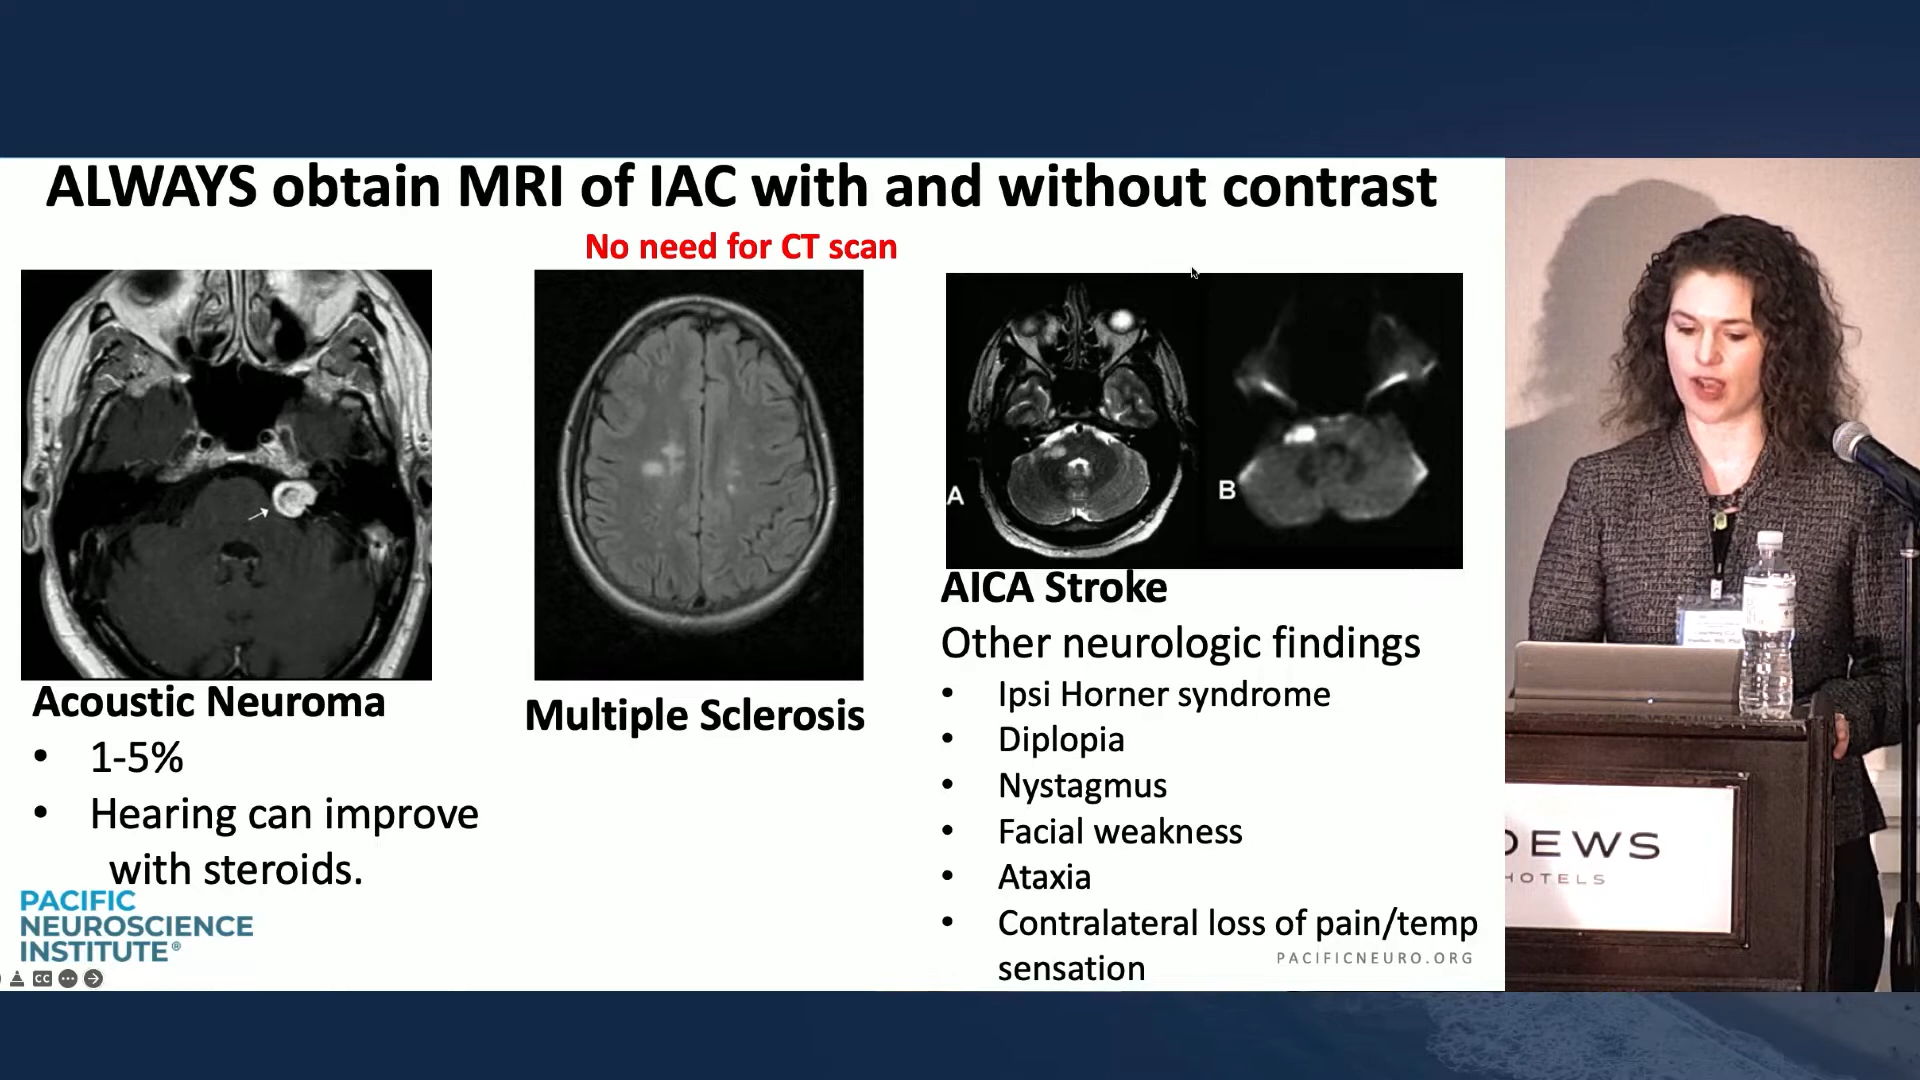 ALWAYS obtain MRI of IAC with and without contrast
No need for CT scan
A
B
Acoustic Neuroma
• 1-5%
• Hearing can improve
with steroids.
Multiple Sclerosis
AICA Stroke
Other neurologic findings
• Ipsi Horner syndrome
• Diplopia
• Nystagmus
• Facial weakness
• Ataxia
• Contralateral loss of pain/temp
sensation
PACIFIC
NEUROSCIENCE
INSTITUTE®
PACIFICNEURO.ORG
CC
OEWS
HOTELS